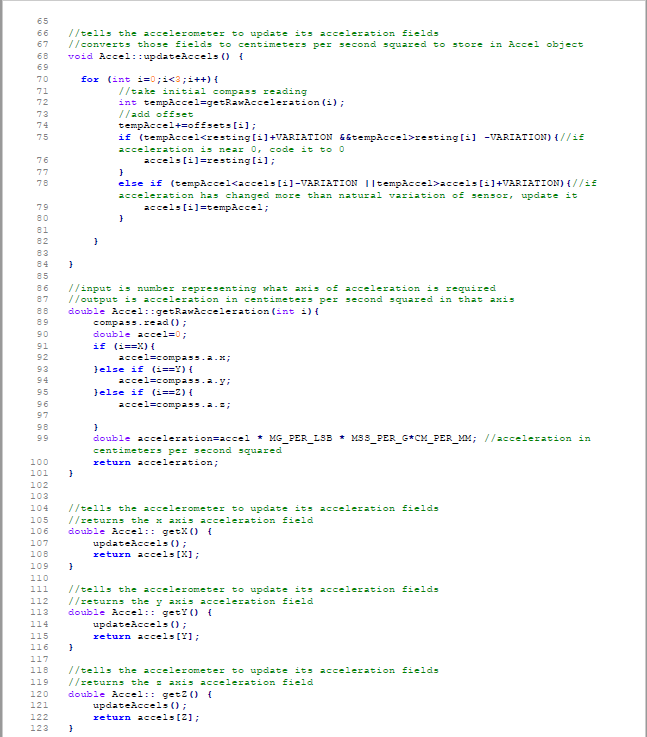 65
66 //tells the accelerometer to update its acceleration fields
67 //converts those fields to centimeters per second squared to store in Accel object
68 void Accel::updateAccels() {
69
70 for (int i=0;i<3;i++){
71 //take initial compass reading
72 int tempAccel=getRawAcceleration(i);
73 //add offset
74 tempAccel+=offsets[i];
75 if (tempAccel<resting[i]+VARIATION &&tempAccel>resting[i] -VARIATION){//if
acceleration is near 0, code it to 0
76 accels[i]=resting[i];
77 }
78 else if (tempAccel<accels[i]-VARIATION ||tempAccel>accels[i]+VARIATION){//if
acceleration has changed more than natural variation of sensor, update it
79 accels[i]=tempAccel;
80 }
81
82 }
83
84 }
85
86 //input is number representing what axis of acceleration is required
87 //output is acceleration in centimeters per second squared in that axis
88 double Accel::getRawAcceleration(int i){
89 compass.read();
90 double accel=0;
91 if (i==X){
92 accel=compass.a.x;
93 }else if (i==Y){
94 accel=compass.a.y;
95 }else if (i==Z){
96 accel=compass.a.z;
97
98 }
99 double acceleration=accel * MG_PER_LSB * MSS_PER_G*CM_PER_MM; //acceleration in
centimeters per second squared
100 return acceleration;
101 }
102
103
104 //tells the accelerometer to update its acceleration fields
105 //returns the x axis acceleration field
106 double Accel:: getX() {
107 updateAccels();
108 return accels[X];
109 }
110
111 //tells the accelerometer to update its acceleration fields
112 //returns the y axis acceleration field
113 double Accel:: getY() {
114 updateAccels();
115 return accels[Y];
116 }
117
118 //tells the accelerometer to update its acceleration fields
119 //returns the z axis acceleration field
120 double Accel:: getZ() {
121 updateAccels();
122 return accels[Z];
123 }